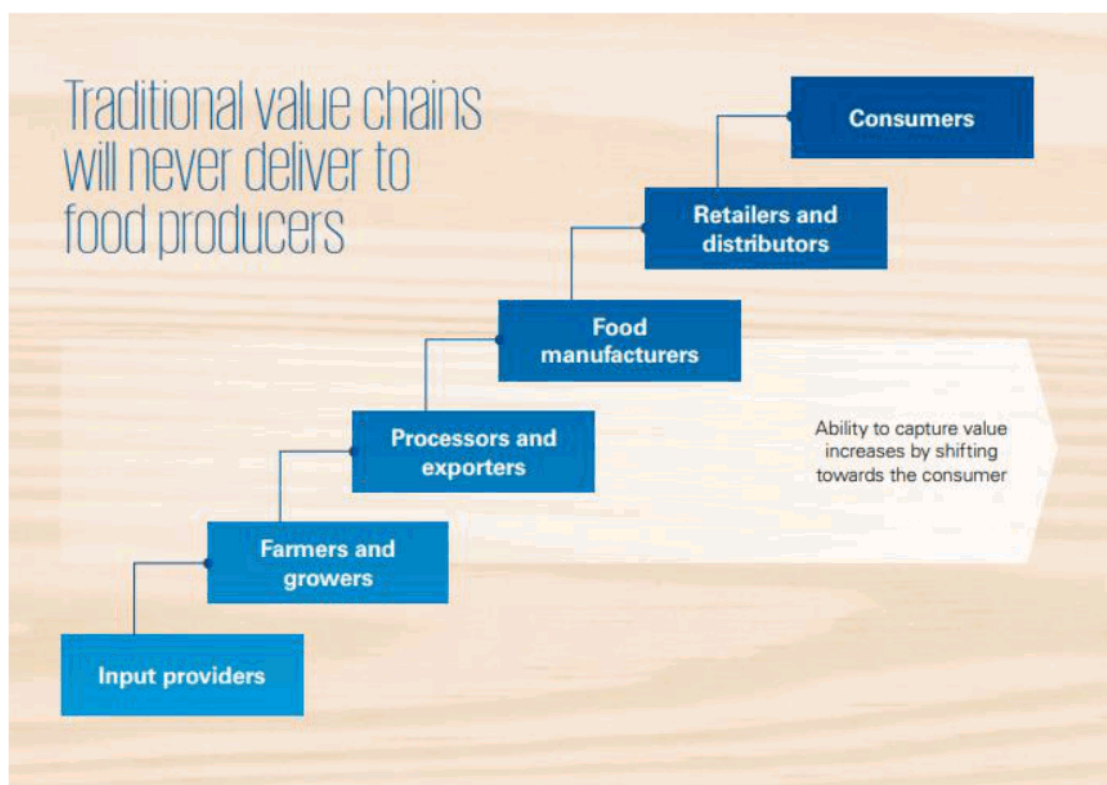 Traditional value chains
will never deliver to
food producers
Consumers
Retailers and
distributors
Food
manufacturers
Processors and
exporters
Ability to capture value
increases by shifting
towards the consumer
Farmers and
growers
Input providers